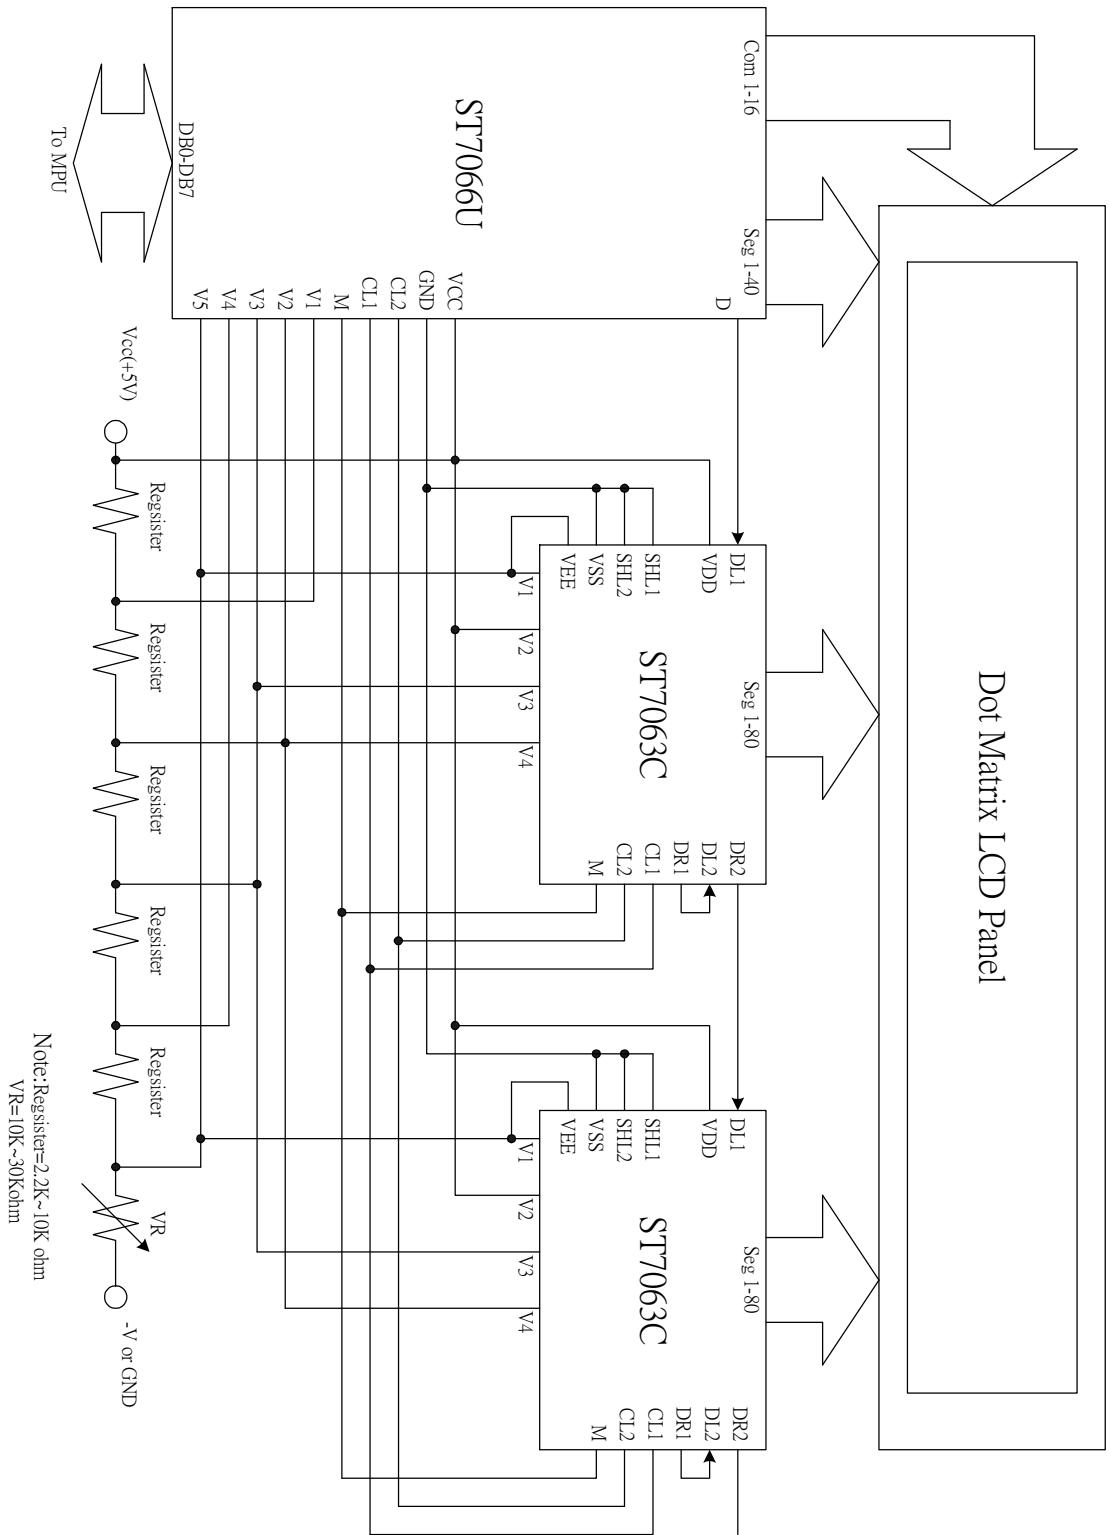 Dot Matrix LCD Panel
Com 1-16
Seg 1-40
D
ST7066U
DB0-DB7
To MPU
VCC
GND
CL2
CL1
M
V1
V2
V3
V4
V5
Seg 1-80
ST7063C
DL1
VDD
SHL1
SHL2
VSS
VEE
V1
V2
V3
V4
DR2
DL2
DR1
CL1
CL2
M
Seg 1-80
ST7063C
DL1
VDD
SHL1
SHL2
VSS
VEE
V1
V2
V3
V4
DR2
DL2
DR1
CL1
CL2
M
Vcc(+5V)
Regsister
Regsister
Regsister
Regsister
Regsister
VR
-V or GND
Note:Regsister=2.2K~10K ohm
VR=10K~30Kohm